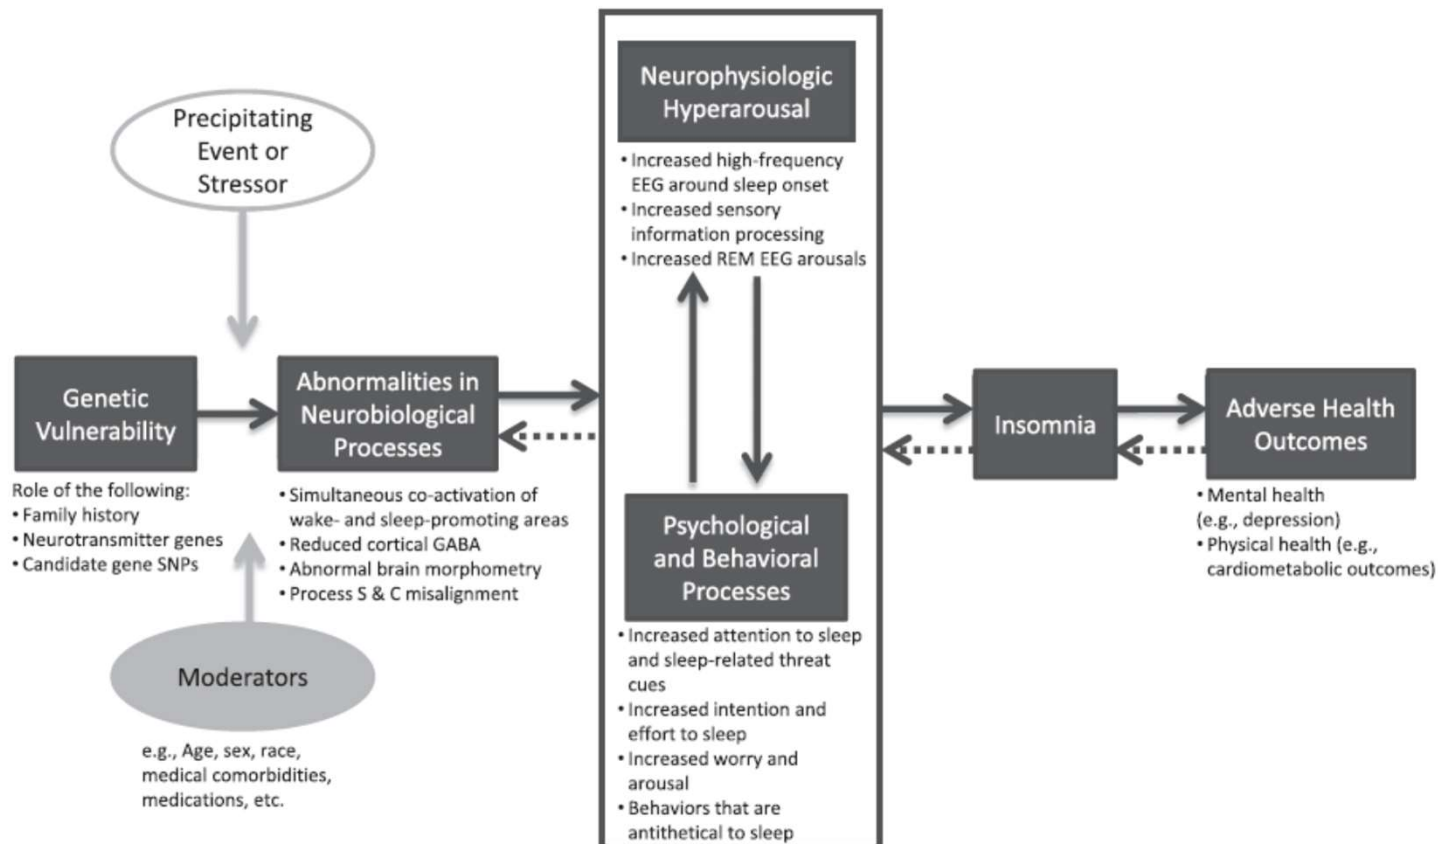 Precipitating
Event or
Stressor
Genetic
Vulnerability
Role of the following:
• Family history
• Neurotransmitter genes
• Candidate gene SNPs
Moderators
e.g., Age, sex, race,
medical comorbidities,
medications, etc.
Abnormalities in
Neurobiological
Processes
• Simultaneous co-activation of
wake- and sleep-promoting areas
• Reduced cortical GABA
• Abnormal brain morphometry
• Process S & C misalignment
Neurophysiologic
Hyperarousal
• Increased high-frequency
EEG around sleep onset
• Increased sensory
information processing
• Increased REM EEG arousals
Psychological
and Behavioral
Processes
• Increased attention to sleep
and sleep-related threat
cues
• Increased intention and
effort to sleep
• Increased worry and
arousal
• Behaviors that are
antithetical to sleep
Insomnia
Adverse Health
Outcomes
• Mental health
(e.g., depression)
• Physical health (e.g.,
cardiometabolic outcomes)